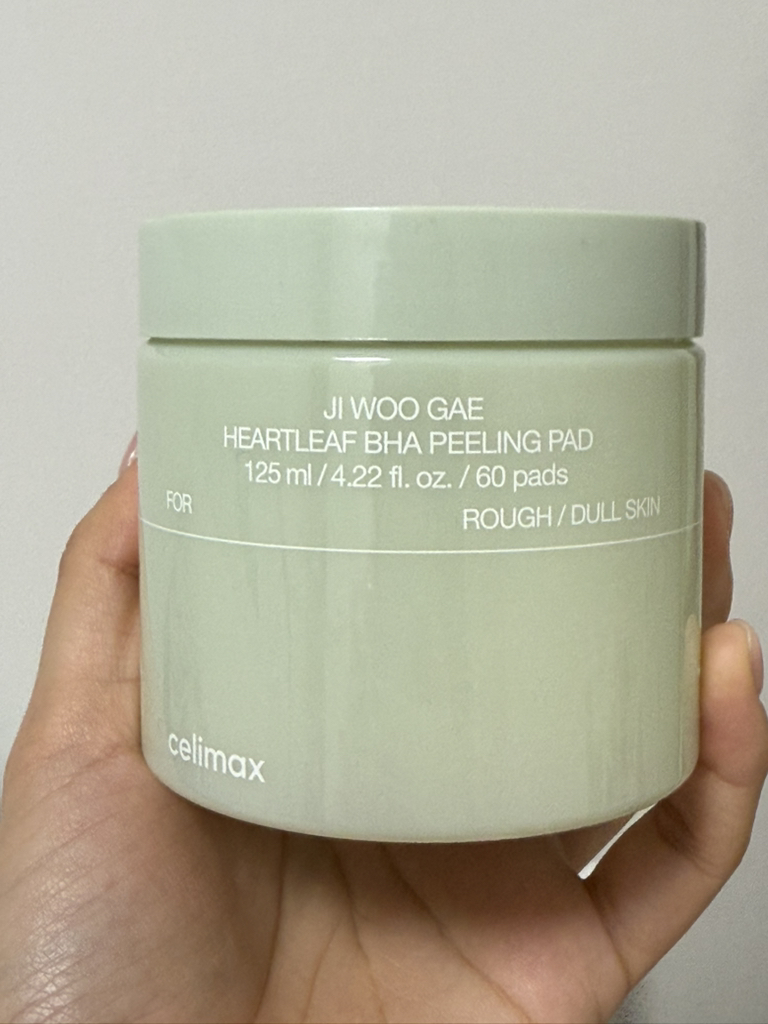 JI WOO GAE
HEARTLEAF BHA PEELING PAD
125 ml / 4.22 fl. oz. / 60 pads
FOR ROUGH / DULL SKIN
celimax